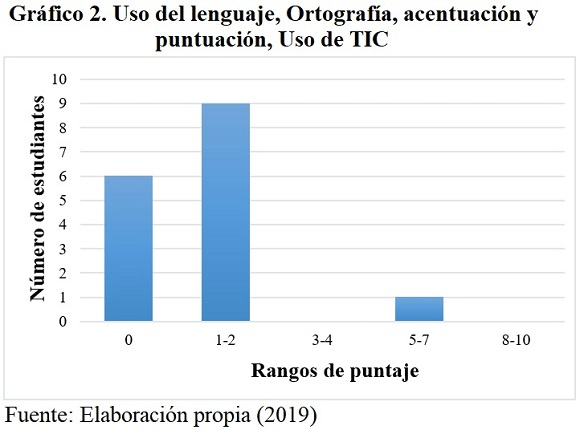 Gráfico 2. Uso del lenguaje, Ortografía, acentuación y
puntuación, Uso de TIC
10
9
8
7
6
5
4
3
2
1
0
Número de estudiantes
0 1-2 3-4 5-7 8-10
Rangos de puntaje
Fuente: Elaboración propia (2019)